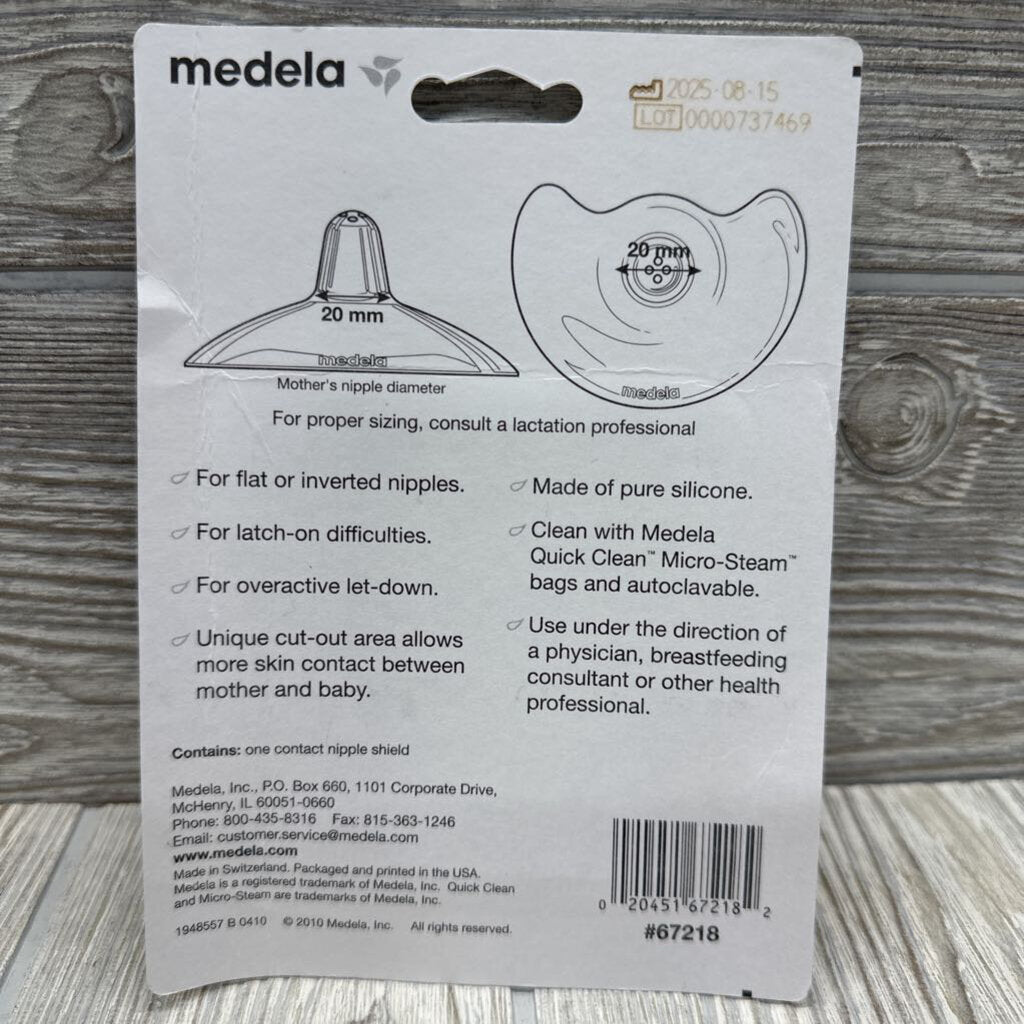 medela
2025-08-15
LOT 0000737469
20 mm
medela
Mother's nipple diameter
20 mm
medela
For proper sizing, consult a lactation professional
For flat or inverted nipples.
For latch-on difficulties.
For overactive let-down.
Unique cut-out area allows
more skin contact between
mother and baby.
Made of pure silicone.
Clean with Medela
Quick Clean™ Micro-Steam™
bags and autoclavable.
Use under the direction of
a physician, breastfeeding
consultant or other health
professional.
Contains: one contact nipple shield
Medela, Inc., P.O. Box 660, 1101 Corporate Drive,
McHenry, IL 60051-0660
Phone: 800-435-8316 Fax: 815-363-1246
Email: customer.service@medela.com
www.medela.com
Made in Switzerland. Packaged and printed in the USA.
Medela is a registered trademark of Medela, Inc. Quick Clean
and Micro-Steam are trademarks of Medela, Inc.
1948557 B 0410 © 2010 Medela, Inc. All rights reserved.
0 20451 67218 2
#67218